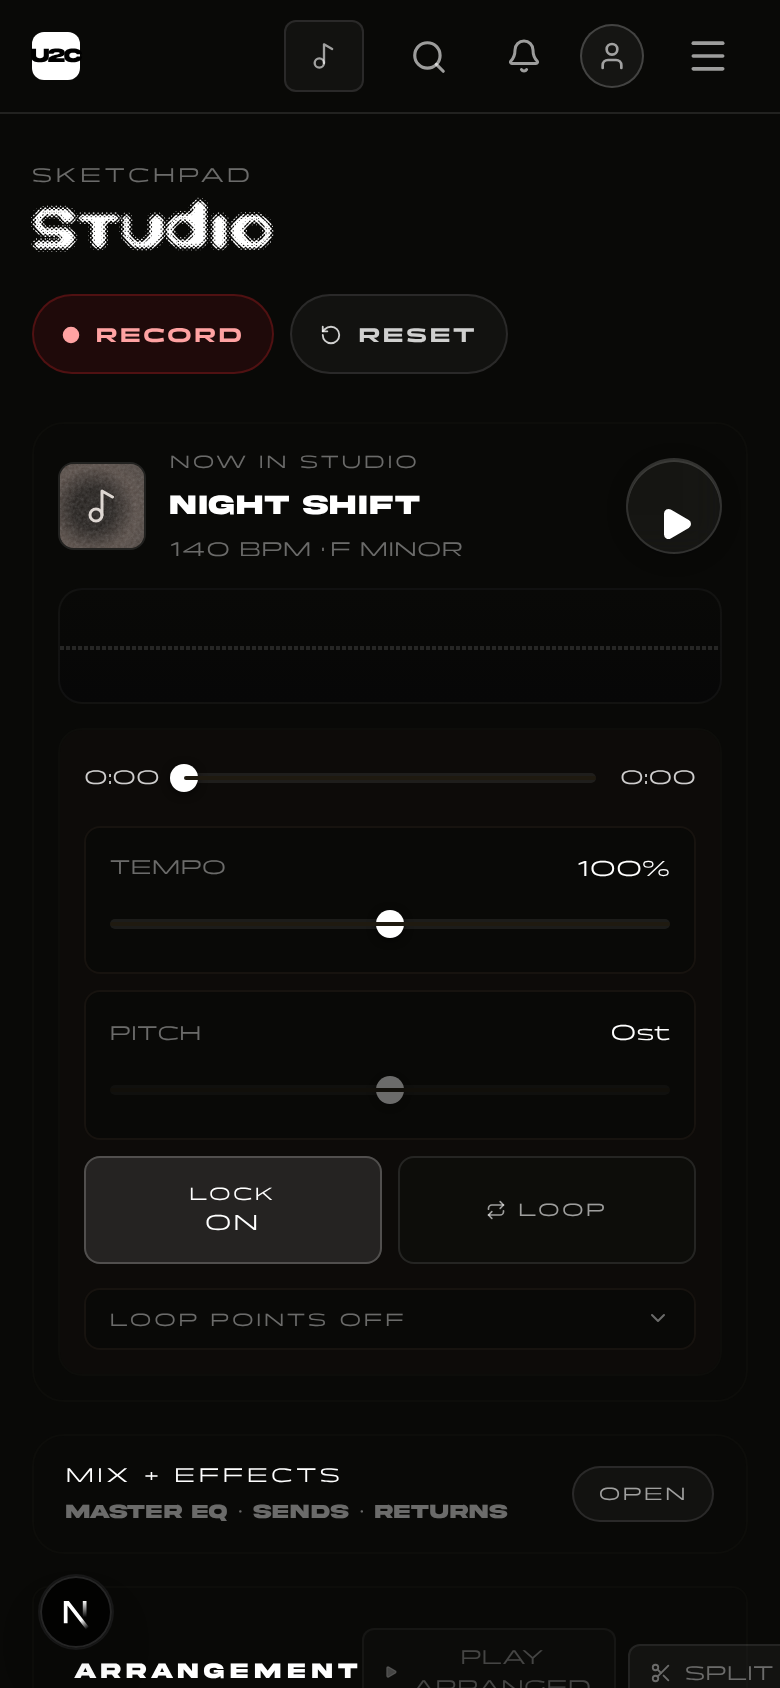 U2C
SKETCHPAD
Studio
RECORD
RESET
NOW IN STUDIO
NIGHT SHIFT
140 BPM · F MINOR
0:00
0:00
TEMPO
100%
PITCH
0st
LOCK
ON
LOOP
LOOP POINTS OFF
MIX + EFFECTS
MASTER EQ · SENDS · RETURNS
OPEN
N
ARRANGEMENT
PLAY
ARRANGED
SPLIT